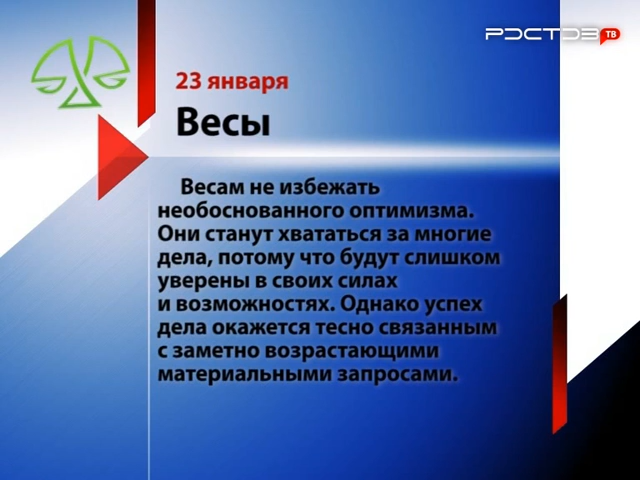 РОСТОВ ТВ
23 января
Весы
Весам не избежать
необоснованного оптимизма.
Они станут хвататься за многие
дела, потому что будут слишком
уверены в своих силах
и возможностях. Однако успех
дела окажется тесно связанным
с заметно возрастающими
материальными запросами.